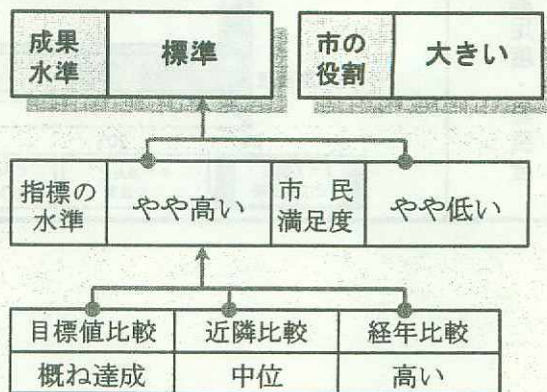 成果水準 標準 市の役割 大きい
指標の水準 やや高い 市民満足度 やや低い
目標値比較 近隣比較 経年比較
概ね達成 中位 高い